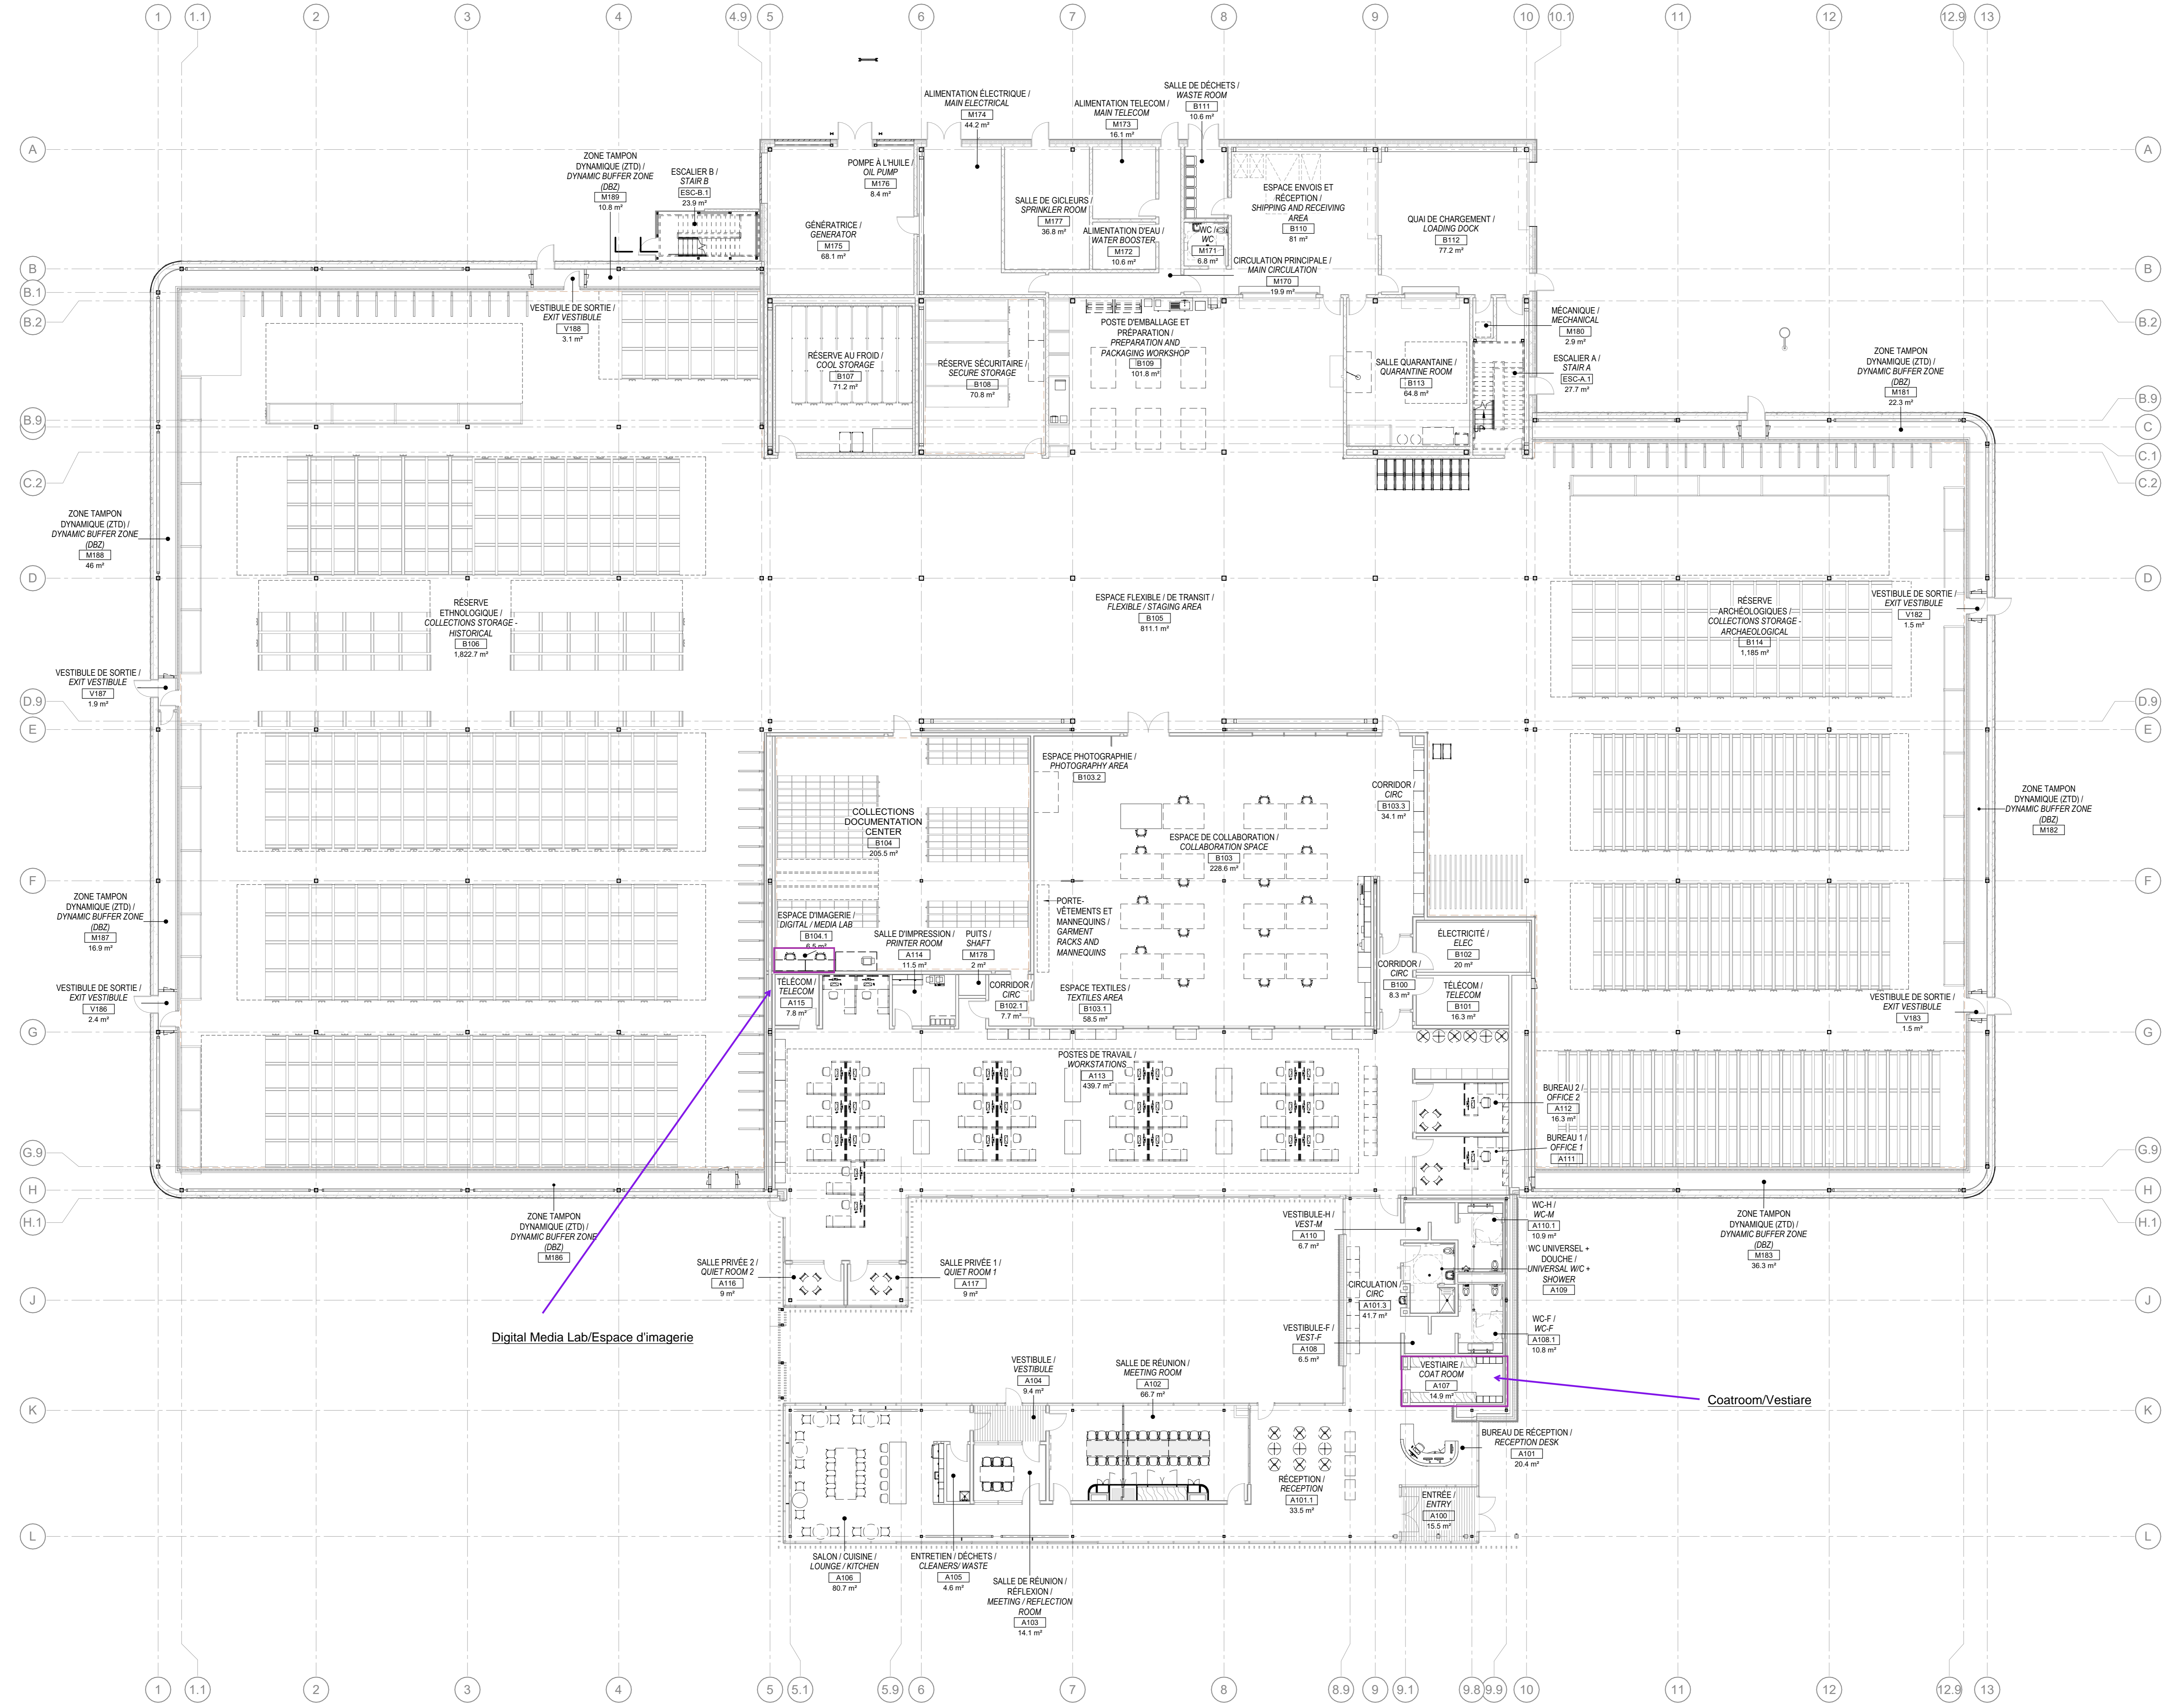 1 1.1 2 3 4 4.9 5 6 7 8 9 10 10.1 11 12 12.9 13
A
B
B.1
B.2
B.9
C.2
D
D.9
E
F
G
G.9
H
H.1
J
K
L
A
B
B.2
B.9
C
C.1
C.2
D
D.9
E
F
G
G.9
H
H.1
J
K
L
ALIMENTATION ÉLECTRIQUE /
MAIN ELECTRICAL
M174
44.2 m²
ALIMENTATION TELECOM /
MAIN TELECOM
M173
16.1 m²
SALLE DE DÉCHETS /
WASTE ROOM
B111
10.6 m²
ZONE TAMPON
DYNAMIQUE (ZTD) /
DYNAMIC BUFFER ZONE
(DBZ)
M189
10.8 m²
ESCALIER B /
STAIR B
ESC-B.1
23.9 m²
POMPE À L'HUILE /
OIL PUMP
M176
8.4 m²
GÉNÉRATRICE /
GENERATOR
M175
68.1 m²
SALLE DE GICLEURS /
SPRINKLER ROOM
M177
36.8 m²
ALIMENTATION D'EAU /
WATER BOOSTER
M172
10.6 m²
WC /
WC
M171
6.8 m²
ESPACE ENVOIS ET
RÉCEPTION /
SHIPPING AND RECEIVING
AREA
B110
81 m²
QUAI DE CHARGEMENT /
LOADING DOCK
B112
77.2 m²
CIRCULATION PRINCIPALE /
MAIN CIRCULATION
M170
19.9 m²
VESTIBULE DE SORTIE /
EXIT VESTIBULE
V188
3.1 m²
RÉSERVE AU FROID /
COOL STORAGE
B107
71.2 m²
RÉSERVE SÉCURITAIRE /
SECURE STORAGE
B108
70.8 m²
POSTE D'EMBALLAGE ET
PRÉPARATION /
PREPARATION AND
PACKAGING WORKSHOP
B109
101.8 m²
SALLE QUARANTAINE /
QUARANTINE ROOM
B113
64.8 m²
MÉCANIQUE /
MECHANICAL
M180
2.9 m²
ESCALIER A /
STAIR A
ESC-A.1
27.7 m²
ZONE TAMPON
DYNAMIQUE (ZTD) /
DYNAMIC BUFFER ZONE
(DBZ)
M181
22.3 m²
ZONE TAMPON
DYNAMIQUE (ZTD) /
DYNAMIC BUFFER ZONE
(DBZ)
M188
46 m²
RÉSERVE
ETHNOLOGIQUE /
COLLECTIONS STORAGE -
HISTORICAL
B106
1,822.7 m²
ESPACE FLEXIBLE / DE TRANSIT /
FLEXIBLE / STAGING AREA
B105
811.1 m²
RÉSERVE
ARCHÉOLOGIQUES /
COLLECTIONS STORAGE -
ARCHAEOLOGICAL
B114
1,185 m²
VESTIBULE DE SORTIE /
EXIT VESTIBULE
V182
1.5 m²
VESTIBULE DE SORTIE /
EXIT VESTIBULE
V187
1.9 m²
ESPACE PHOTOGRAPHIE /
PHOTOGRAPHY AREA
B103.2
CORRIDOR /
CIRC
B103.3
34.1 m²
COLLECTIONS
DOCUMENTATION
CENTER
B104
205.5 m²
ESPACE DE COLLABORATION /
COLLABORATION SPACE
B103
228.6 m²
ZONE TAMPON
DYNAMIQUE (ZTD) /
DYNAMIC BUFFER ZONE
(DBZ)
M182
ZONE TAMPON
DYNAMIQUE (ZTD) /
DYNAMIC BUFFER ZONE
(DBZ)
M187
16.9 m²
ESPACE D'IMAGERIE /
DIGITAL / MEDIA LAB
B104.1
6.5 m²
SALLE D'IMPRESSION /
PRINTER ROOM
A114
11.5 m²
PUITS /
SHAFT
M178
2 m²
PORTE-
VÊTEMENTS ET
MANNEQUINS /
GARMENT
RACKS AND
MANNEQUINS
ÉLECTRICITÉ /
ELEC
B102
20 m²
CORRIDOR /
CIRC
B100
8.3 m²
TÉLÉCOM /
TELECOM
B101
16.3 m²
VESTIBULE DE SORTIE /
EXIT VESTIBULE
V186
2.4 m²
TÉLÉCOM /
TELECOM
A115
7.8 m²
CORRIDOR /
CIRC
B102.1
7.7 m²
ESPACE TEXTILES /
TEXTILES AREA
B103.1
58.5 m²
VESTIBULE DE SORTIE /
EXIT VESTIBULE
V183
1.5 m²
POSTES DE TRAVAIL /
WORKSTATIONS
A113
439.7 m²
BUREAU 2 /
OFFICE 2
A112
16.3 m²
BUREAU 1 /
OFFICE 1
A111
ZONE TAMPON
DYNAMIQUE (ZTD) /
DYNAMIC BUFFER ZONE
(DBZ)
M186
SALLE PRIVÉE 2 /
QUIET ROOM 2
A116
9 m²
SALLE PRIVÉE 1 /
QUIET ROOM 1
A117
9 m²
VESTIBULE-H /
VEST-M
A110
6.7 m²
WC-H /
WC-M
A110.1
10.9 m²
WC UNIVERSEL +
DOUCHE /
UNIVERSAL W/C +
SHOWER
A109
CIRCULATION /
CIRC
A101.3
41.7 m²
VESTIBULE-F /
VEST-F
A108
6.5 m²
WC-F /
WC-F
A108.1
10.8 m²
ZONE TAMPON
DYNAMIQUE (ZTD) /
DYNAMIC BUFFER ZONE
(DBZ)
M183
36.3 m²
Digital Media Lab/Espace d'imagerie
VESTIBULE /
VESTIBULE
A104
9.4 m²
SALLE DE RÉUNION /
MEETING ROOM
A102
66.7 m²
VESTIAIRE /
COAT ROOM
A107
14.9 m²
Coatroom/Vestiare
BUREAU DE RÉCEPTION /
RECEPTION DESK
A101
20.4 m²
RÉCEPTION /
RECEPTION
A101.1
33.5 m²
ENTRÉE /
ENTRY
A100
15.5 m²
SALON / CUISINE /
LOUNGE / KITCHEN
A106
80.7 m²
ENTRETIEN / DÉCHETS /
CLEANERS/ WASTE
A105
4.6 m²
SALLE DE RÉUNION /
RÉFLEXION /
MEETING / REFLECTION
ROOM
A103
14.1 m²
1 1.1 2 3 4 5 5.1 5.9 6 7 8 8.9 9 9.1 9.8 9.9 10 11 12 12.9 13